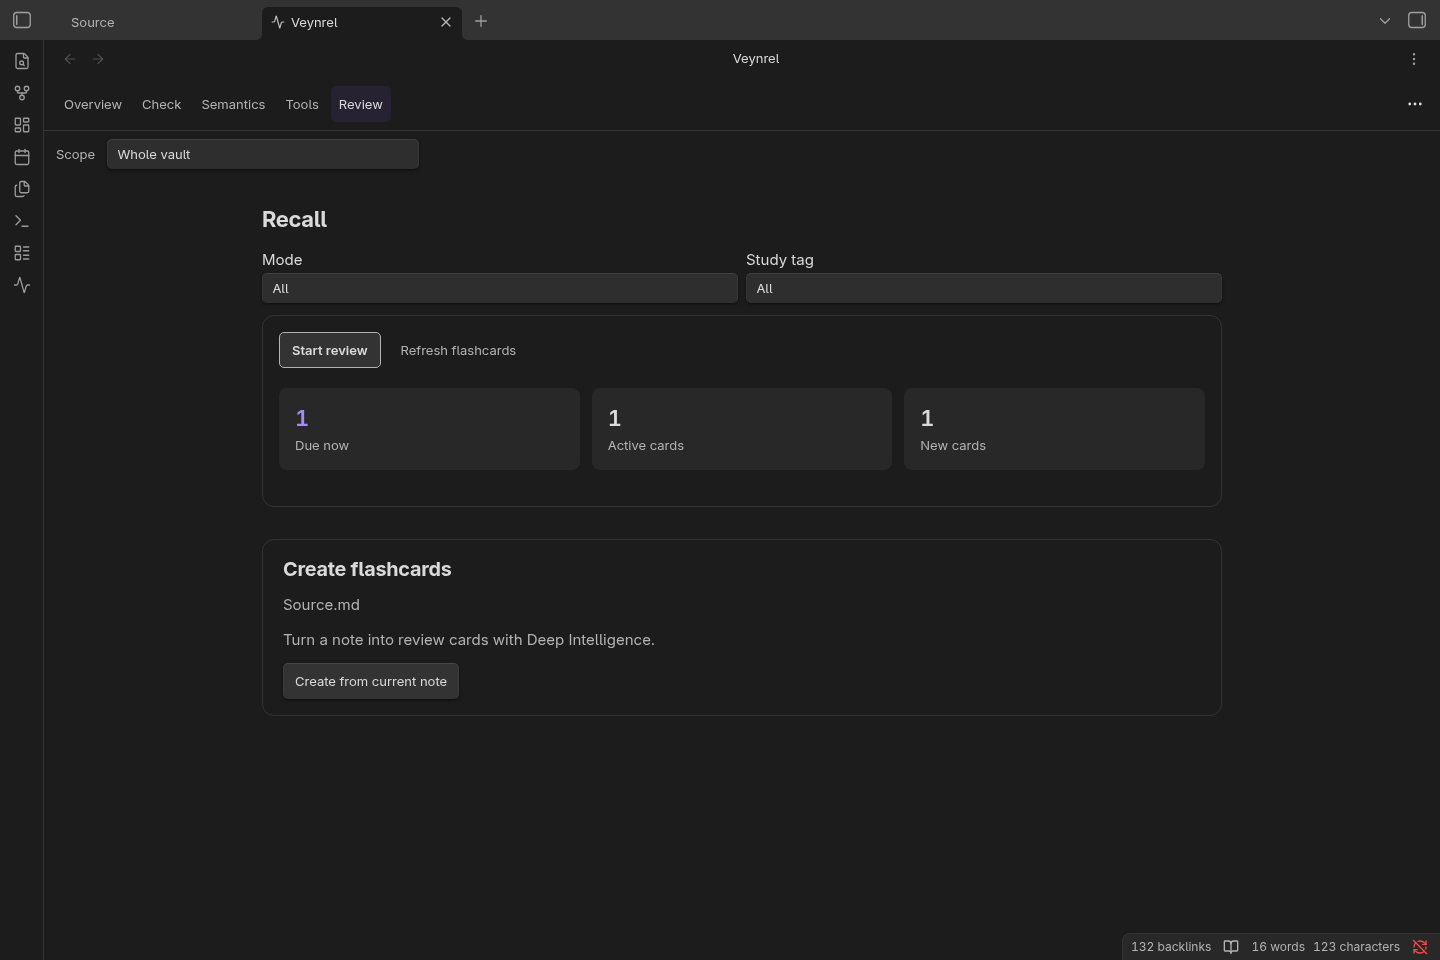 Source
Veynrel
Veynrel
Overview Check Semantics Tools Review
Scope Whole vault
Recall
Mode Study tag
All All
Start review Refresh flashcards
1 1 1
Due now Active cards New cards
Create flashcards
Source.md
Turn a note into review cards with Deep Intelligence.
Create from current note
132 backlinks 16 words 123 characters